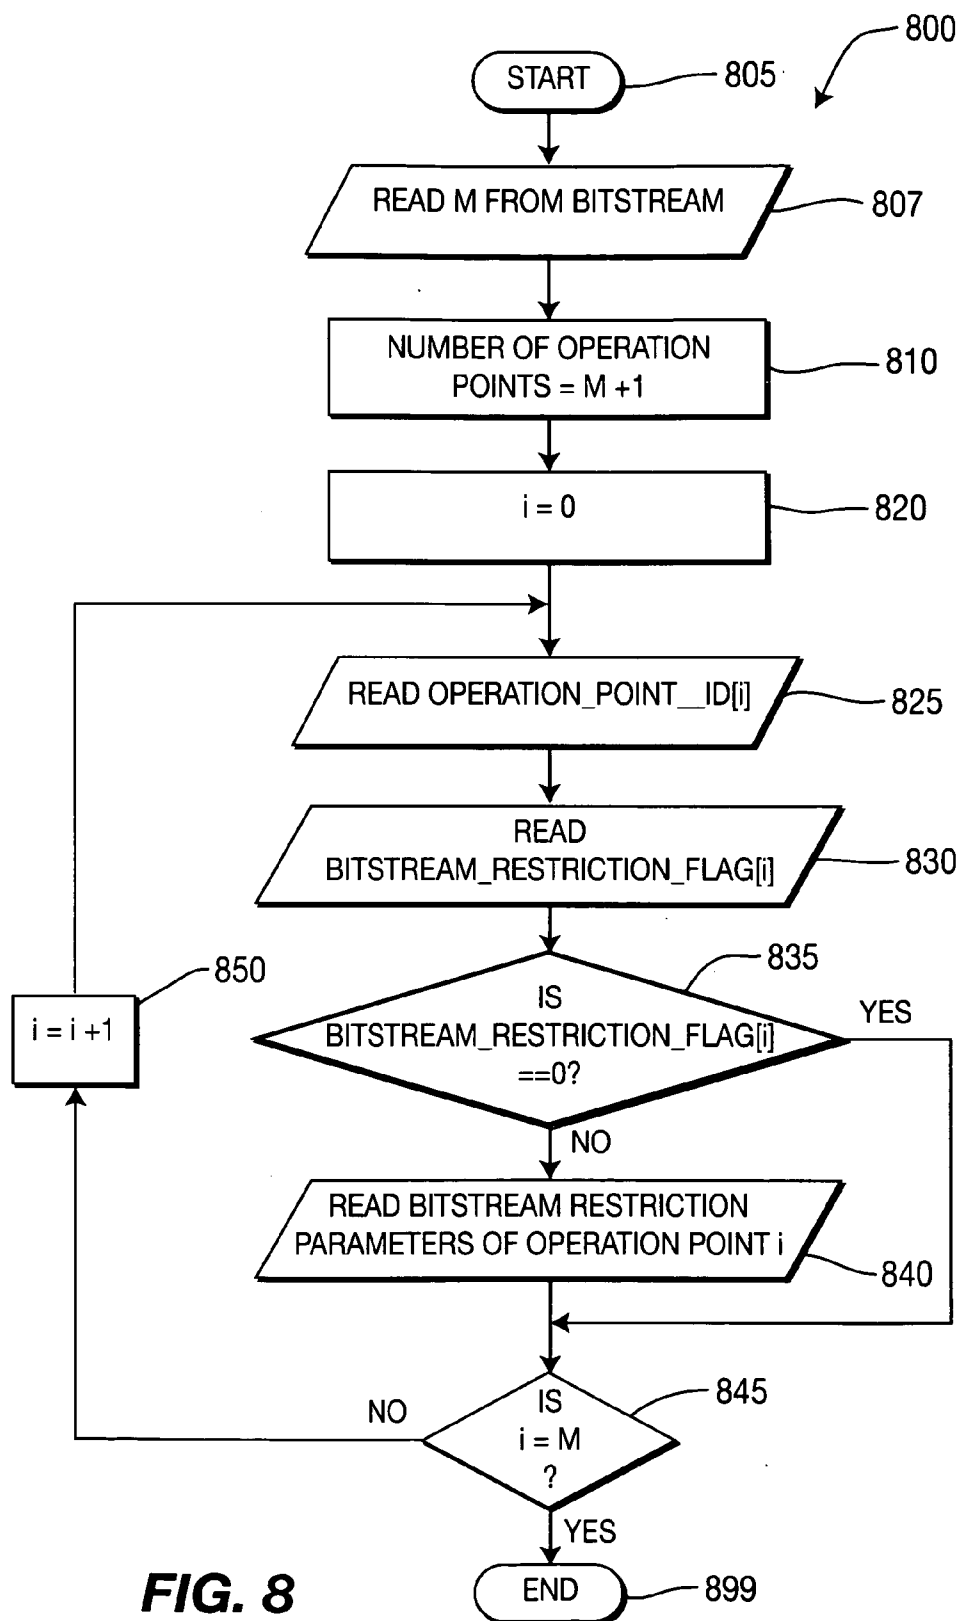 800
START
805
READ M FROM BITSTREAM
807
NUMBER OF OPERATION
POINTS = M +1
810
i = 0
820
READ OPERATION_POINT__ID[i]
825
READ
BITSTREAM_RESTRICTION_FLAG[i]
830
835
IS
BITSTREAM_RESTRICTION_FLAG[i]
==0?
YES
850
i = i +1
NO
READ BITSTREAM RESTRICTION
PARAMETERS OF OPERATION POINT i
840
845
IS
i = M
?
NO
YES
END
899
FIG. 8